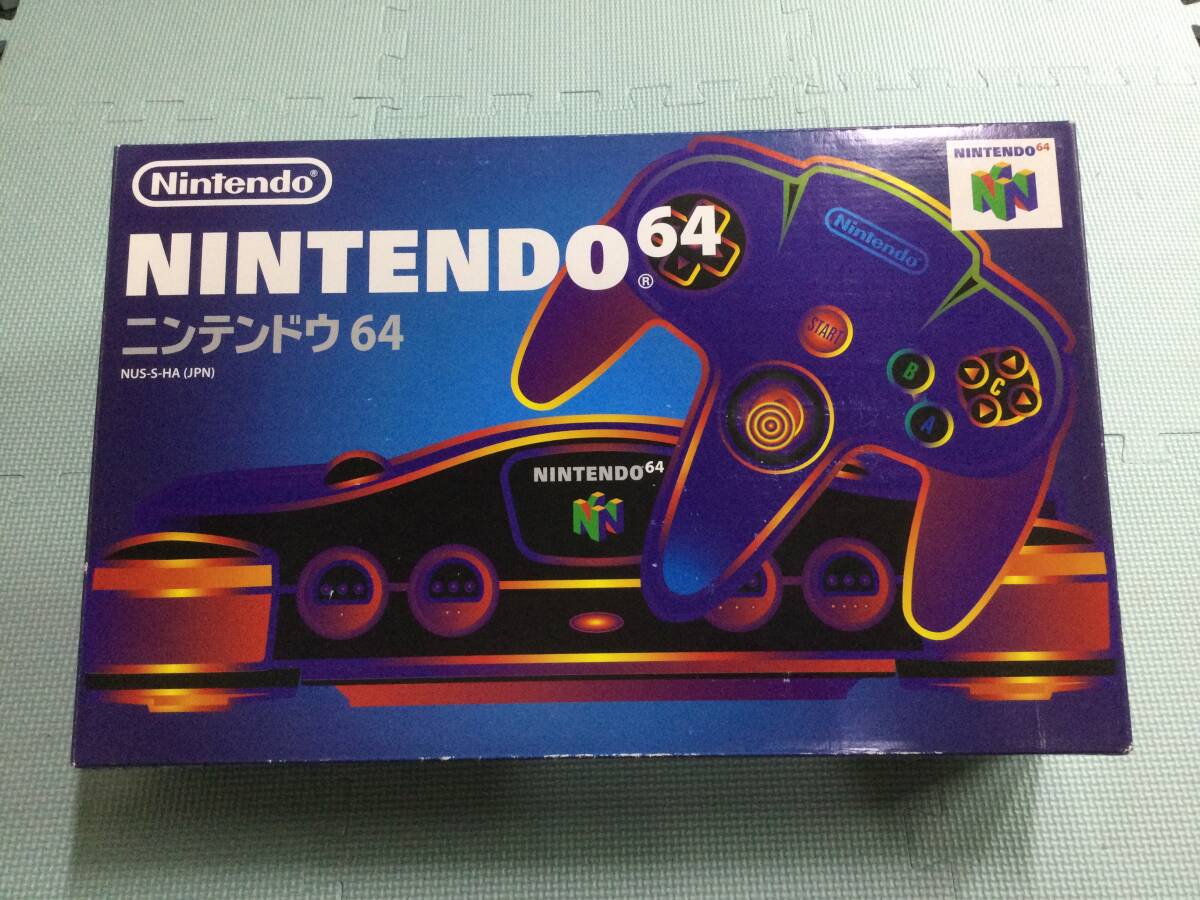 Nintendo®
NINTENDO64®
ニンテンドウ 64
NUS-S-HA (JPN)
NINTENDO64
Nintendo
START
B
A
C
NINTENDO64